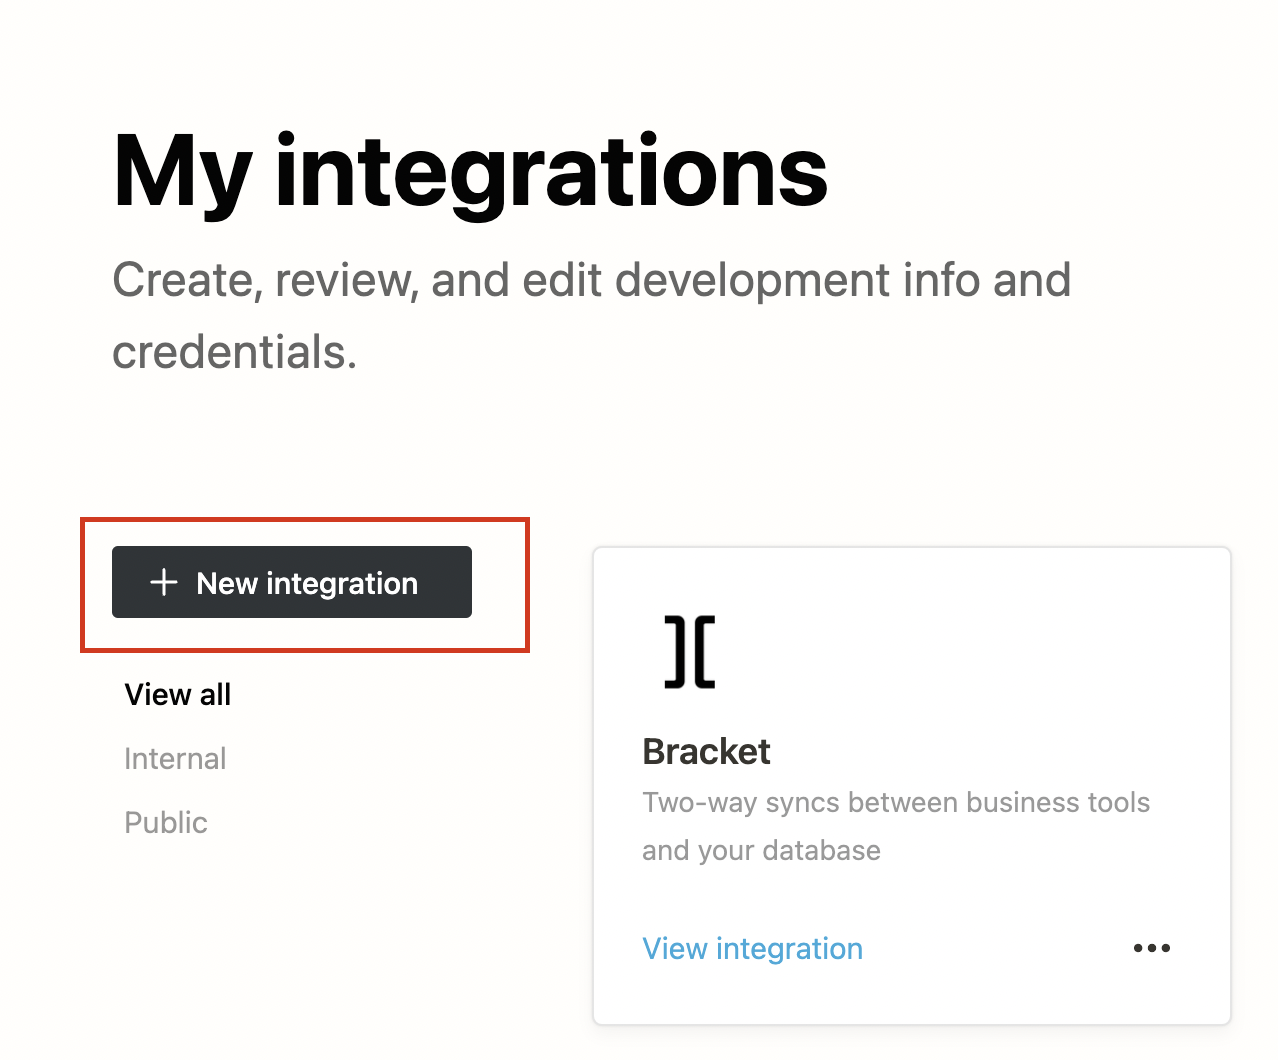 My integrations
Create, review, and edit development info and
credentials.
New integration
View all
Internal
Public
Bracket
Two-way syncs between business tools
and your database
View integration